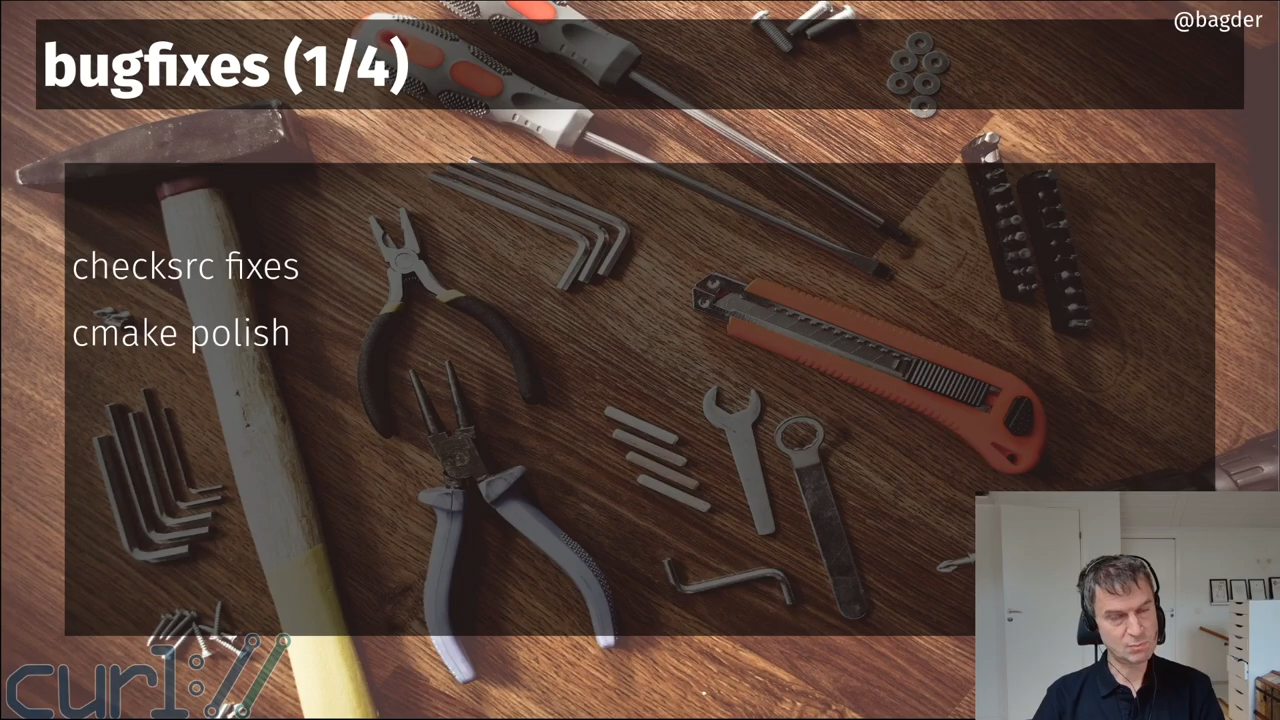 @bagder
bugfixes (1/4)
checksrc fixes
cmake polish
curl://